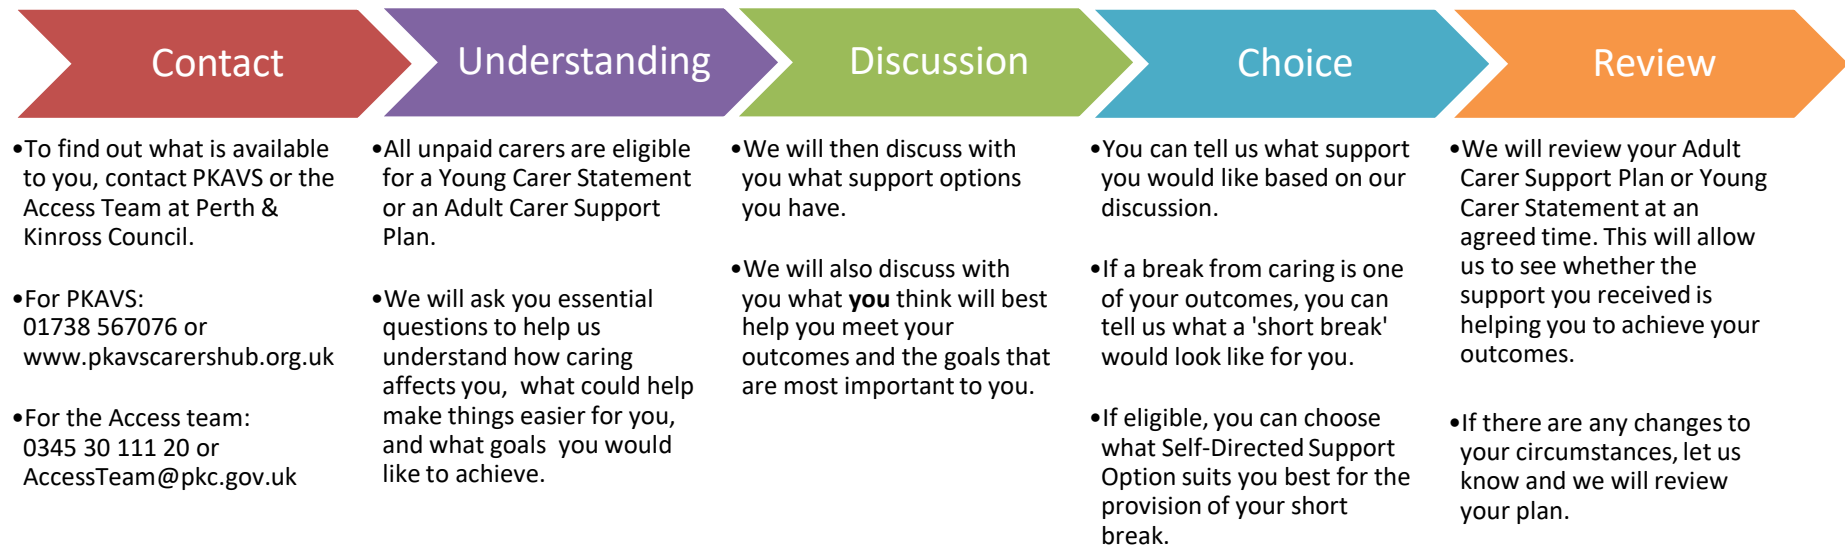 Contact
•To find out what is available
to you, contact PKAVS or the
Access Team at Perth &
Kinross Council.
•For PKAVS:
01738 567076 or
www.pkavscarershub.org.uk
•For the Access team:
0345 30 111 20 or
AccessTeam@pkc.gov.uk
Understanding
•All unpaid carers are eligible
for a Young Carer Statement
or an Adult Carer Support
Plan.
•We will ask you essential
questions to help us
understand how caring
affects you,  what could help
make things easier for you,
and what goals  you would
like to achieve.
Discussion
•We will then discuss with
you what support options
you have.
•We will also discuss with
you what you think will best
help you meet your
outcomes and the goals that
are most important to you.
Choice
•You can tell us what support
you would like based on our
discussion.
•If a break from caring is one
of your outcomes, you can
tell us what a 'short break'
would look like for you.
•If eligible, you can choose
what Self-Directed Support
Option suits you best for the
provision of your short
break.
Review
•We will review your Adult
Carer Support Plan or Young
Carer Statement at an
agreed time. This will allow
us to see whether the
support you received is
helping you to achieve your
outcomes.
•If there are any changes to
your circumstances, let us
know and we will review
your plan.